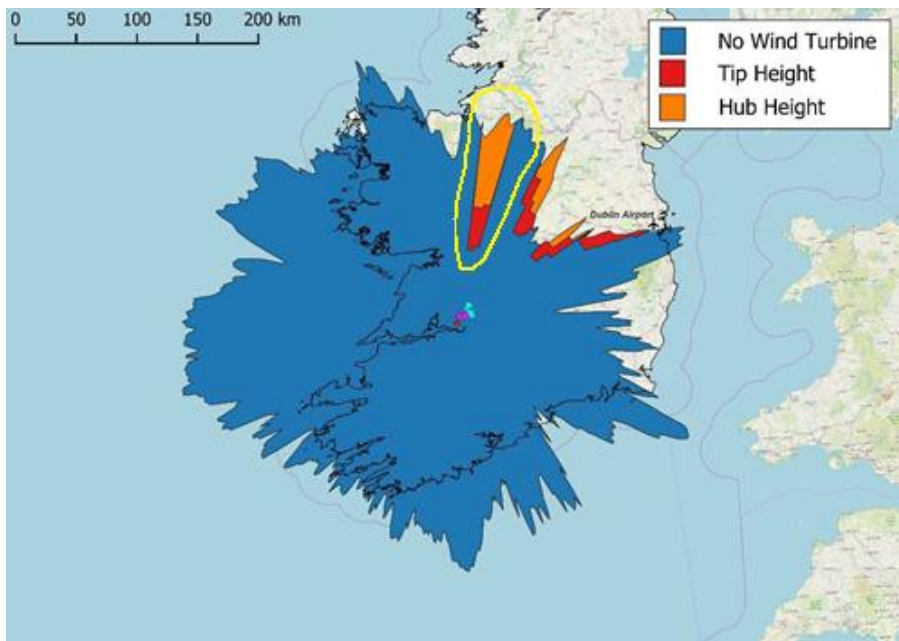 0 50 100 150 200 km
No Wind Turbine
Tip Height
Hub Height
Dublin Airport